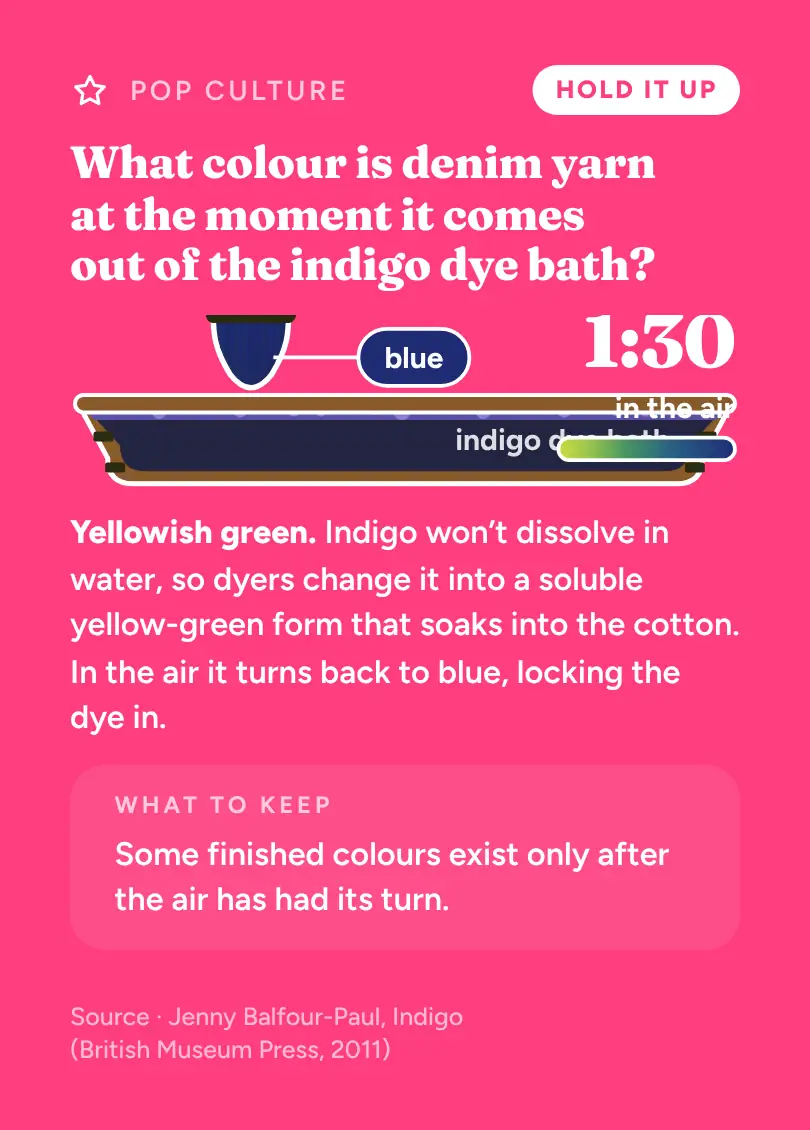 POP CULTURE
HOLD IT UP
What colour is denim yarn
at the moment it comes
out of the indigo dye bath?
1:30
blue
in the air
indigo dye bath
Yellowish green. Indigo won’t dissolve in
water, so dyers change it into a soluble
yellow-green form that soaks into the cotton.
In the air it turns back to blue, locking the
dye in.
WHAT TO KEEP
Some finished colours exist only after
the air has had its turn.
Source · Jenny Balfour-Paul, Indigo
(British Museum Press, 2011)